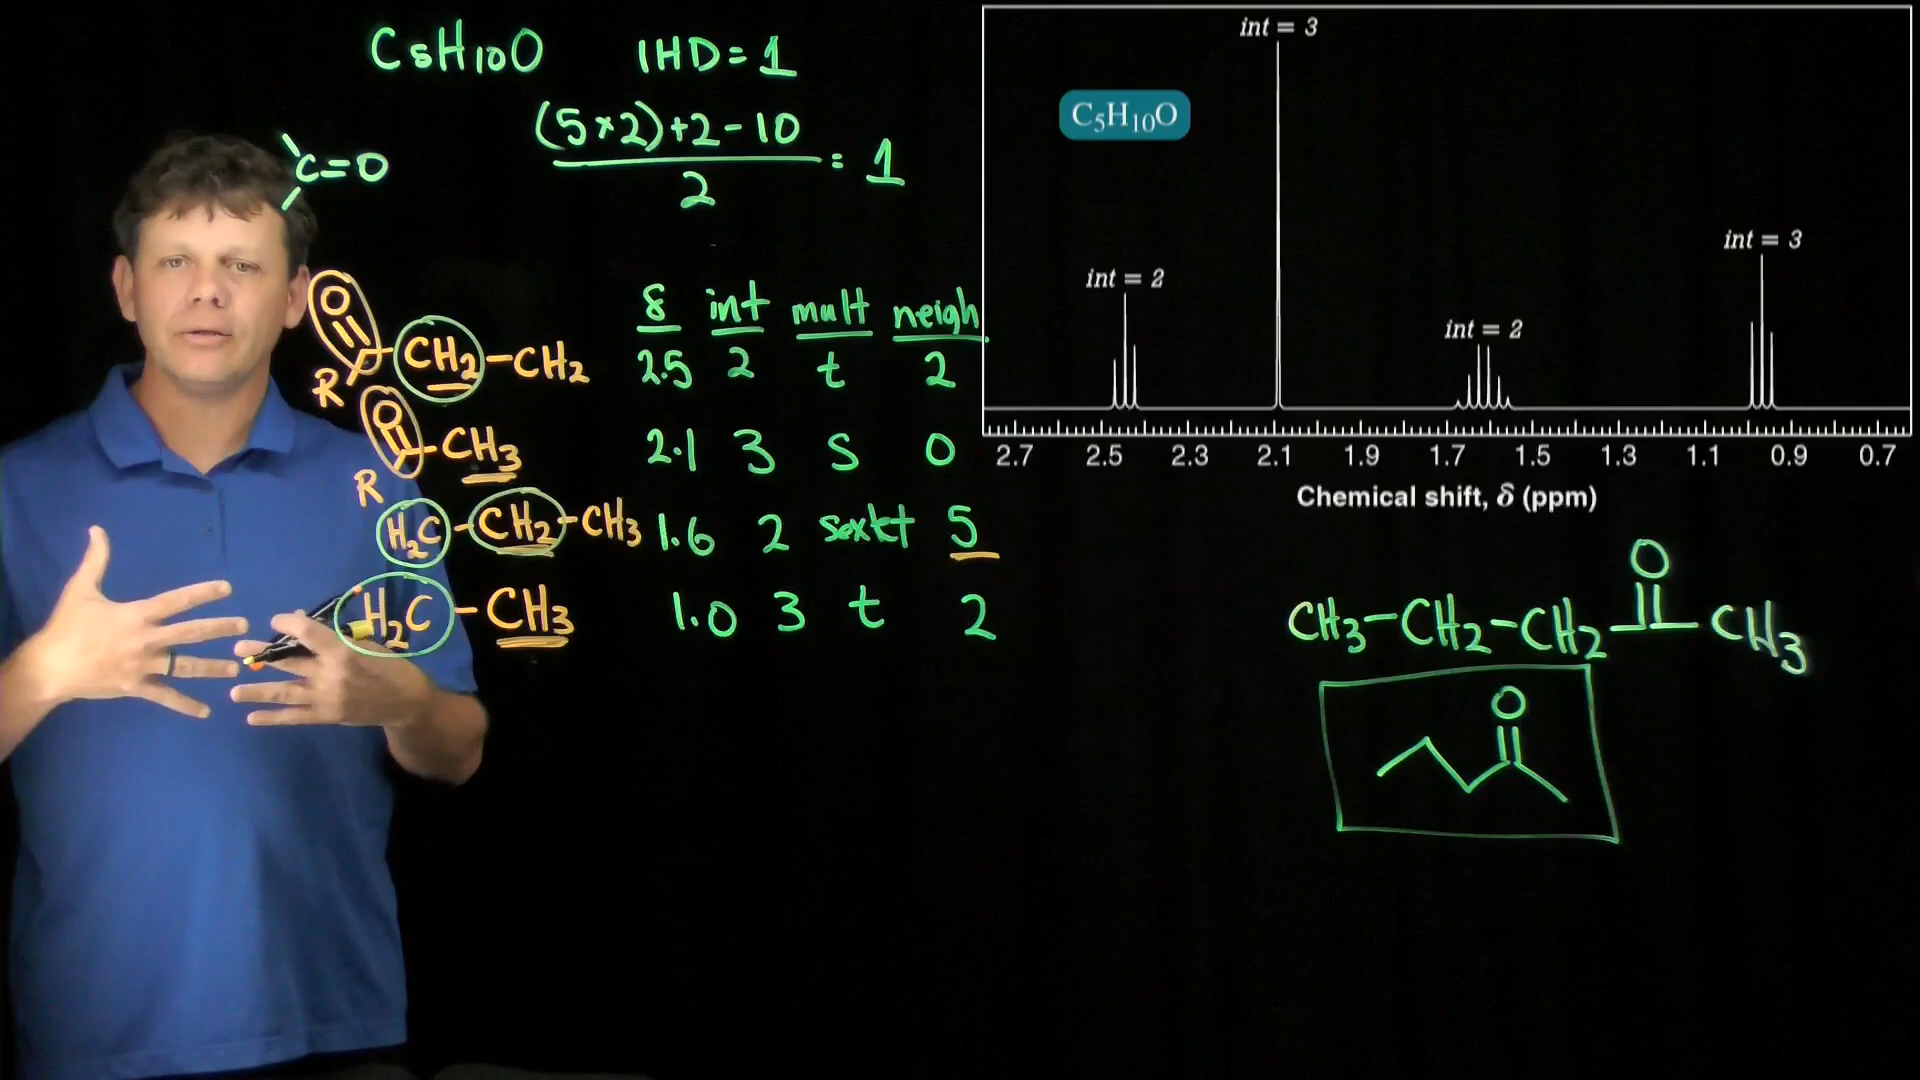 C5H10O IHD=1
(5×2)+2-10
2
= 1
C=O
δ int mult neigh
O
R -CH2-CH2 2.5 2 t 2
O
R -CH3 2.1 3 S 0
H2C-CH2-CH3 1.6 2 sextet 5
H2C-CH3 1.0 3 t 2
int = 3
C5H10O
int = 3
int = 2
int = 2
2.7 2.5 2.3 2.1 1.9 1.7 1.5 1.3 1.1 0.9 0.7
Chemical shift, δ (ppm)
O
CH3-CH2-CH2 CH3
O